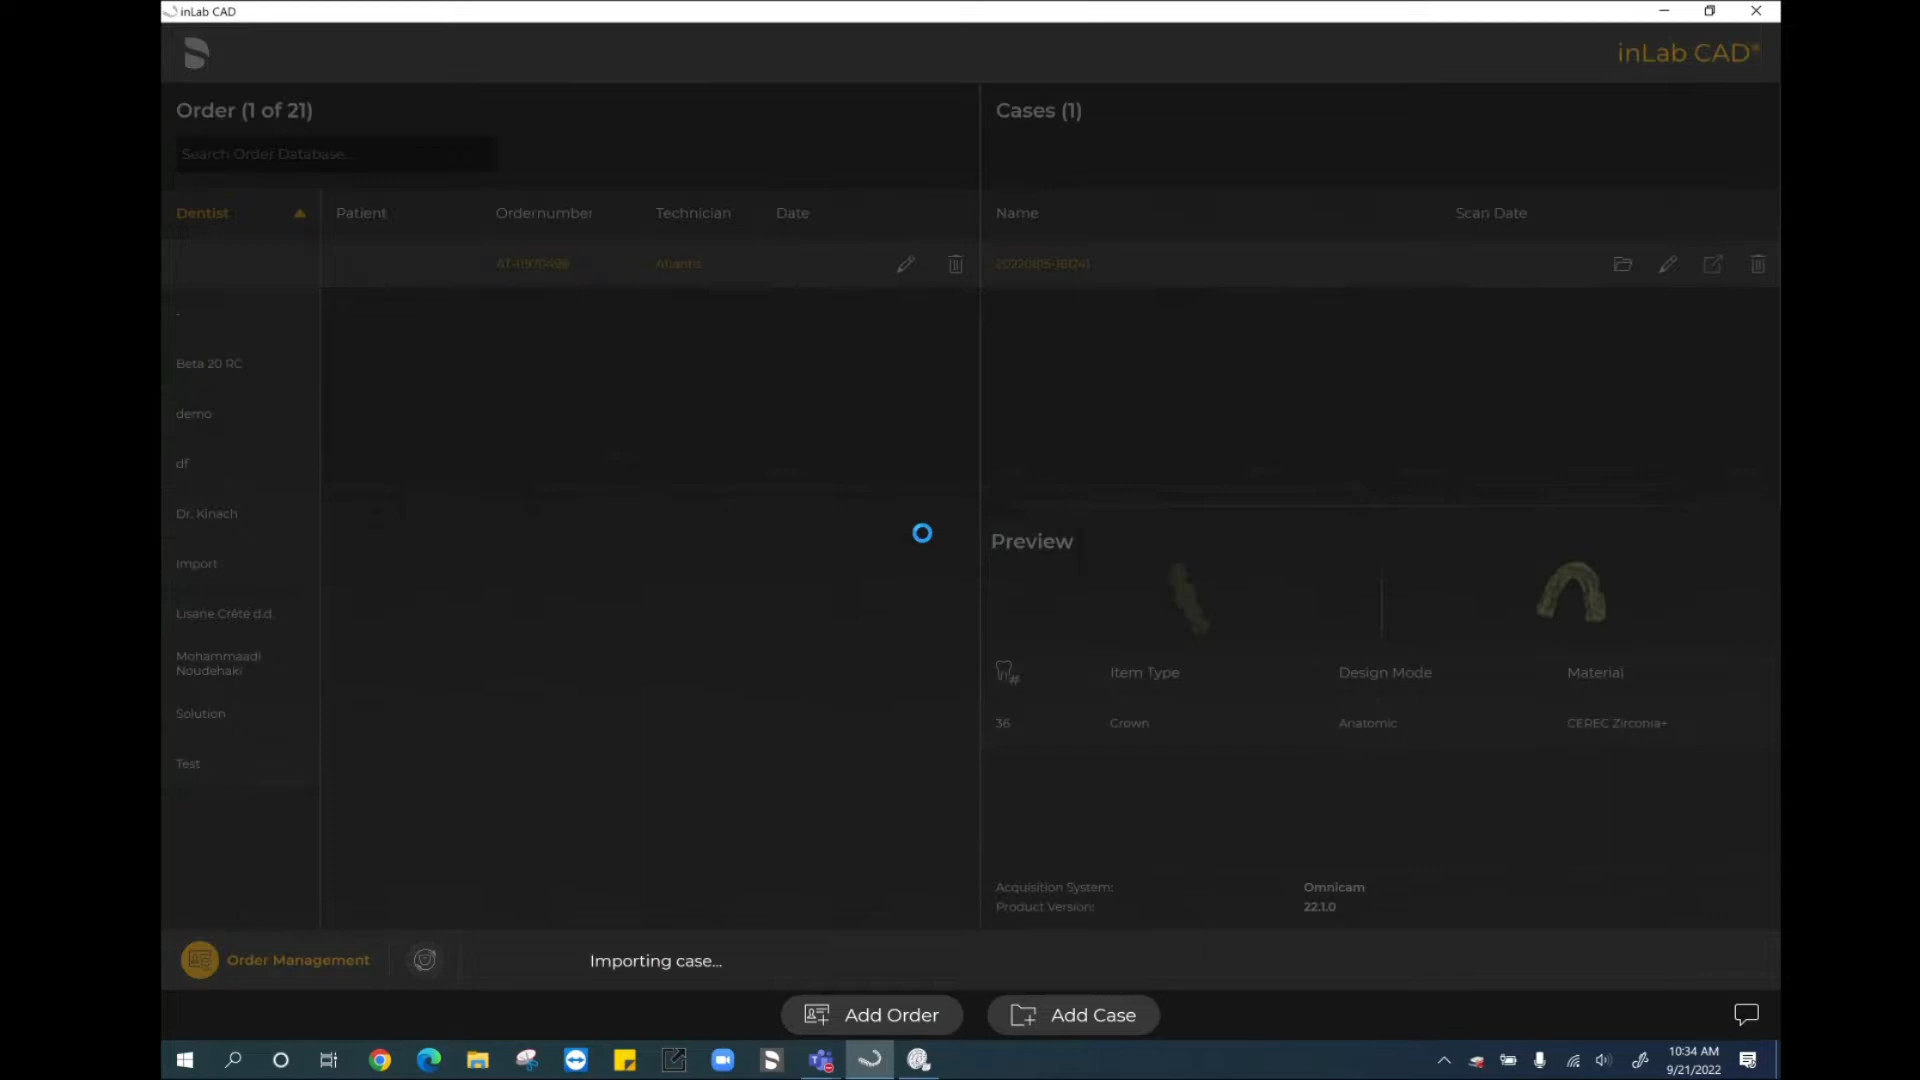 inLab CAD
inLab CAD®
Order (1 of 21)
Cases (1)
Search Order Database...
Dentist
Patient
Ordernumber
Technician
Date
Name
Scan Date
Atlantis
20220815-161241
-
Beta 20 RC
demo
df
Dr. Kinach
Import
Lisane Crête d.d.
Mohammaadi
Noudehaki
Solution
Test
Preview
#
Item Type
Design Mode
Material
36
Crown
Anatomic
CEREC Zirconia+
Acquisition System:
Omnicam
Product Version:
22.1.0
Order Management
Importing case...
Add Order
Add Case
10:34 AM
9/21/2022